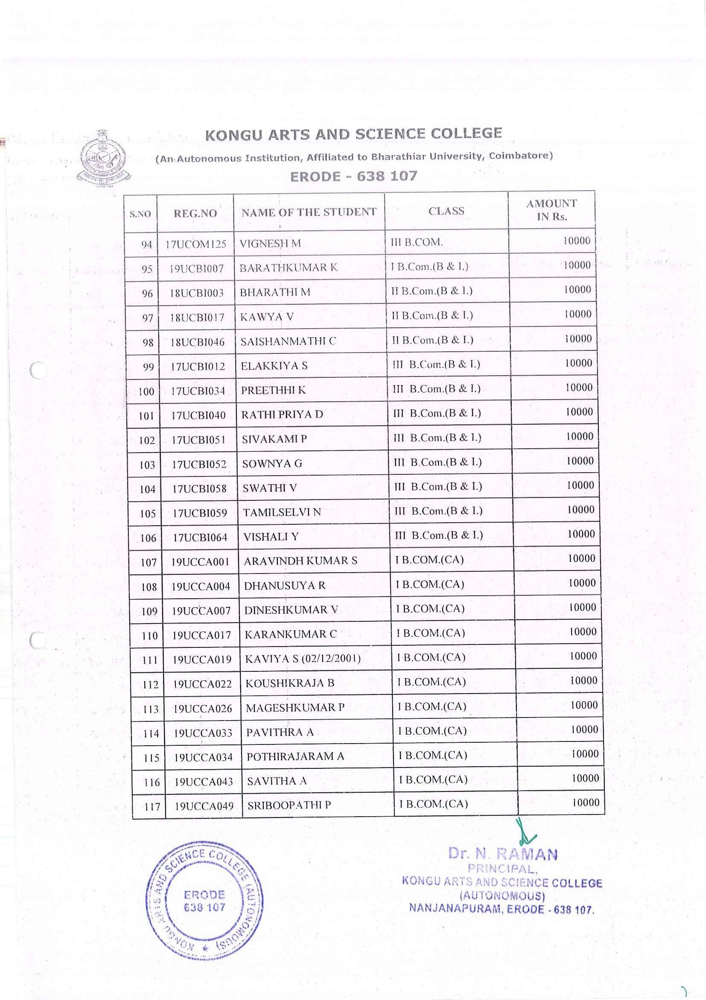 KONGU ARTS AND SCIENCE COLLEGE
(An Autonomous Institution, Affiliated to Bharathiar University, Coimbatore)
ERODE - 638 107
S.NO REG.NO NAME OF THE STUDENT CLASS AMOUNT IN Rs.
94 17UCOM125 VIGNESH M III B.COM. 10000
95 19UCBI007 BARATHKUMAR K I B.Com.(B & I.) 10000
96 18UCBI003 BHARATHI M II B.Com.(B & I.) 10000
97 18UCBI017 KAWYA V II B.Com.(B & I.) 10000
98 18UCBI046 SAISHANMATHI C II B.Com.(B & I.) 10000
99 17UCBI012 ELAKKIYA S III B.Com.(B & I.) 10000
100 17UCBI034 PREETHHI K III B.Com.(B & I.) 10000
101 17UCBI040 RATHI PRIYA D III B.Com.(B & I.) 10000
102 17UCBI051 SIVAKAMI P III B.Com.(B & I.) 10000
103 17UCBI052 SOWNYA G III B.Com.(B & I.) 10000
104 17UCBI058 SWATHI V III B.Com.(B & I.) 10000
105 17UCBI059 TAMILSELVI N III B.Com.(B & I.) 10000
106 17UCBI064 VISHALI Y III B.Com.(B & I.) 10000
107 19UCCA001 ARAVINDH KUMAR S I B.COM.(CA) 10000
108 19UCCA004 DHANUSUYA R I B.COM.(CA) 10000
109 19UCCA007 DINESHKUMAR V I B.COM.(CA) 10000
110 19UCCA017 KARANKUMAR C I B.COM.(CA) 10000
111 19UCCA019 KAVIYA S (02/12/2001) I B.COM.(CA) 10000
112 19UCCA022 KOUSHIKRAJA B I B.COM.(CA) 10000
113 19UCCA026 MAGESHKUMAR P I B.COM.(CA) 10000
114 19UCCA033 PAVITHRA A I B.COM.(CA) 10000
115 19UCCA034 POTHIRAJARAM A I B.COM.(CA) 10000
116 19UCCA043 SAVITHA A I B.COM.(CA) 10000
117 19UCCA049 SRIBOOPATHI P I B.COM.(CA) 10000
KONGU ARTS AND SCIENCE COLLEGE (AUTONOMOUS)
ERODE
638 107
Dr. N. RAMAN
PRINCIPAL.
KONGU ARTS AND SCIENCE COLLEGE
(AUTONOMOUS)
NANJANAPURAM, ERODE - 638 107.